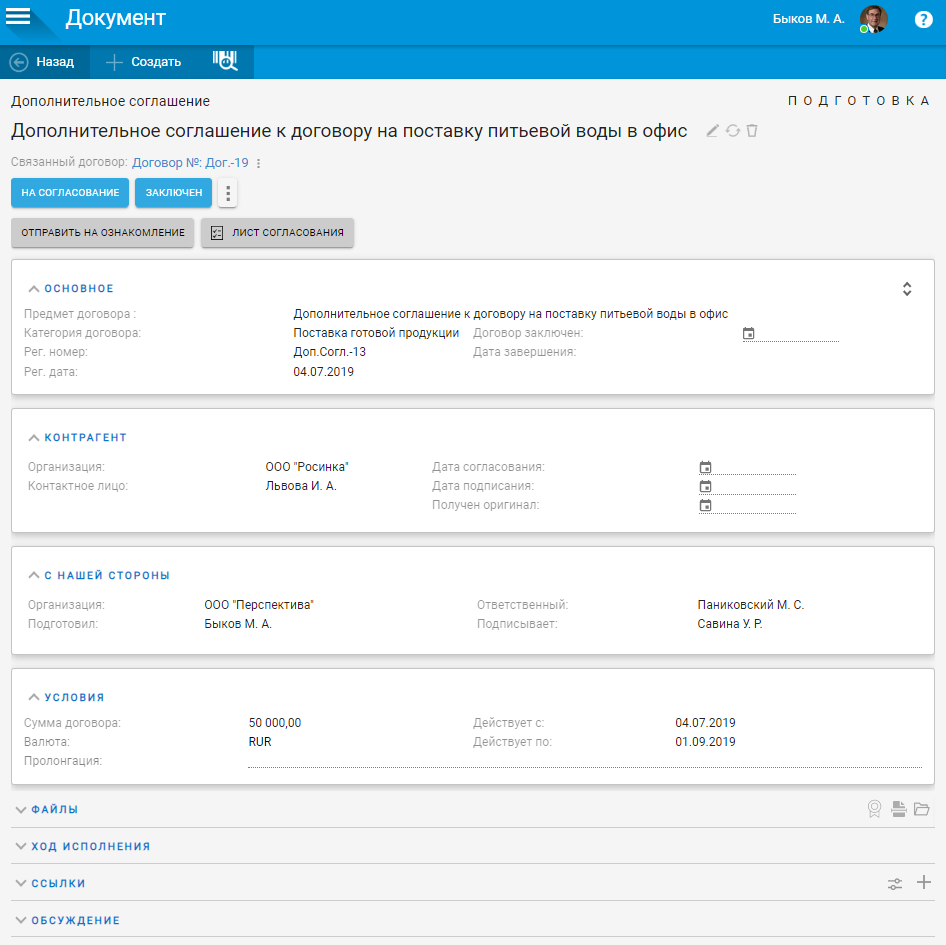 Документ
Быков М. А.
?
Назад
Создать
Дополнительное соглашение
ПОДГОТОВКА
Дополнительное соглашение к договору на поставку питьевой воды в офис
Связанный договор: Договор №: Дог.-19
НА СОГЛАСОВАНИЕ
ЗАКЛЮЧЕН
ОТПРАВИТЬ НА ОЗНАКОМЛЕНИЕ
ЛИСТ СОГЛАСОВАНИЯ
ОСНОВНОЕ
Предмет договора : Дополнительное соглашение к договору на поставку питьевой воды в офис
Категория договора: Поставка готовой продукции Договор заключен:
Рег. номер: Доп.Согл.-13 Дата завершения:
Рег. дата: 04.07.2019
КОНТРАГЕНТ
Организация: ООО "Росинка" Дата согласования:
Контактное лицо: Львова И. А. Дата подписания:
Получен оригинал:
С НАШЕЙ СТОРОНЫ
Организация: ООО "Перспектива" Ответственный: Паниковский М. С.
Подготовил: Быков М. А. Подписывает: Савина У. Р.
УСЛОВИЯ
Сумма договора: 50 000,00 Действует с: 04.07.2019
Валюта: RUR Действует по: 01.09.2019
Пролонгация:
ФАЙЛЫ
ХОД ИСПОЛНЕНИЯ
ССЫЛКИ
ОБСУЖДЕНИЕ